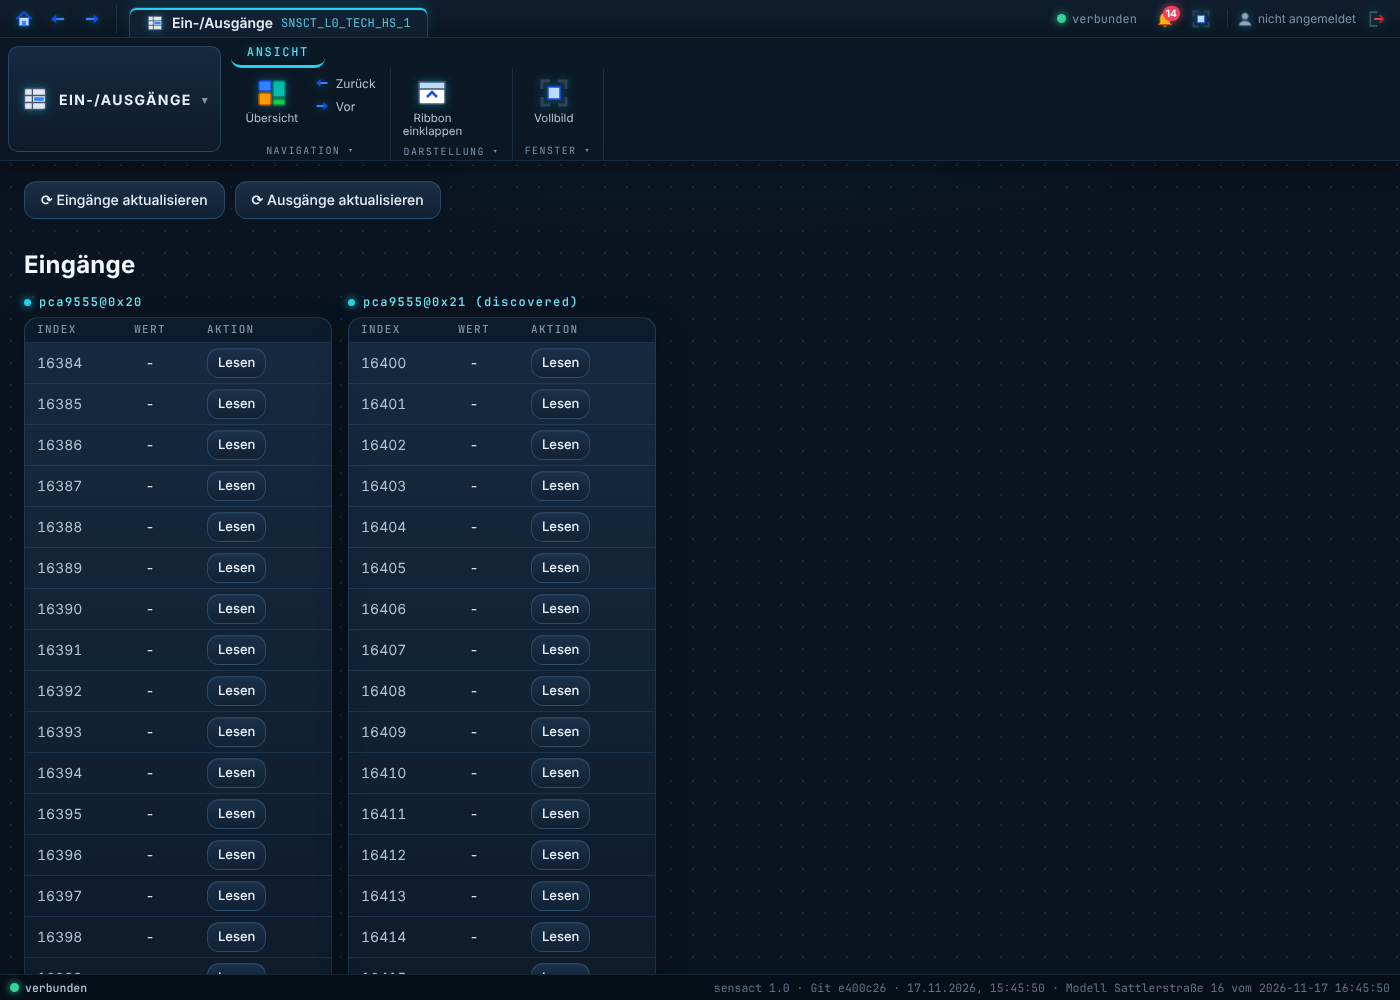 Ein-/Ausgänge SNSCT_L0_TECH_HS_1
verbunden
14
nicht angemeldet
EIN-/AUSGÄNGE ▾
ANSICHT
Übersicht
Zurück
Vor
NAVIGATION ▾
Ribbon
einklappen
DARSTELLUNG ▾
Vollbild
FENSTER ▾
⟳ Eingänge aktualisieren
⟳ Ausgänge aktualisieren
Eingänge
pca9555@0x20
INDEX WERT AKTION
16384 - Lesen
16385 - Lesen
16386 - Lesen
16387 - Lesen
16388 - Lesen
16389 - Lesen
16390 - Lesen
16391 - Lesen
16392 - Lesen
16393 - Lesen
16394 - Lesen
16395 - Lesen
16396 - Lesen
16397 - Lesen
16398 - Lesen
pca9555@0x21 (discovered)
INDEX WERT AKTION
16400 - Lesen
16401 - Lesen
16402 - Lesen
16403 - Lesen
16404 - Lesen
16405 - Lesen
16406 - Lesen
16407 - Lesen
16408 - Lesen
16409 - Lesen
16410 - Lesen
16411 - Lesen
16412 - Lesen
16413 - Lesen
16414 - Lesen
verbunden
sensact 1.0 · Git e400c26 · 17.11.2026, 15:45:50 · Modell Sattlerstraße 16 vom 2026-11-17 16:45:50